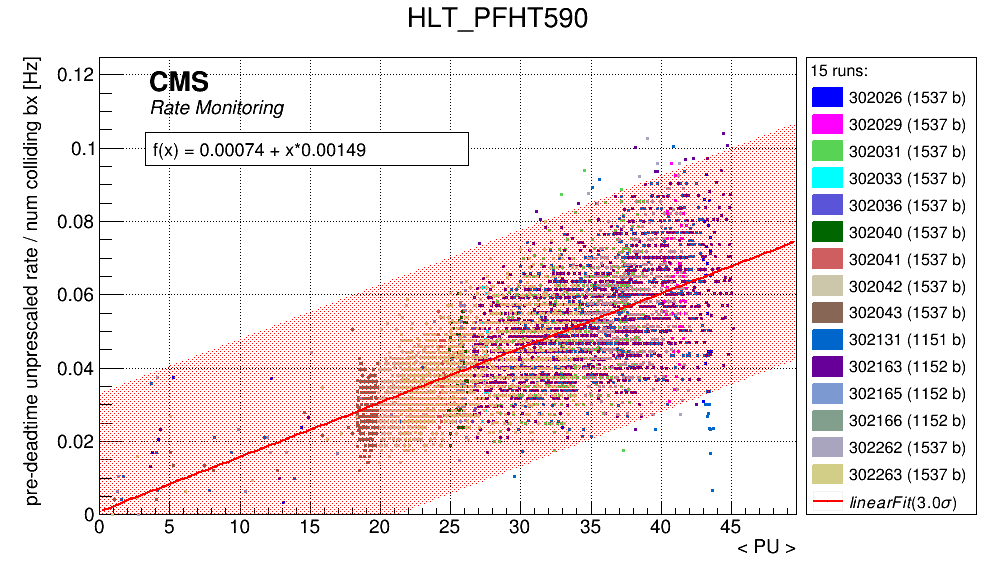 HLT_PFHT590
pre-deadtime unprescaled rate / num colliding bx [Hz]
0.12
0.1
0.08
0.06
0.04
0.02
0
CMS
Rate Monitoring
f(x) = 0.00074 + x*0.00149
0 5 10 15 20 25 30 35 40 45
< PU >
15 runs:
302026 (1537 b)
302029 (1537 b)
302031 (1537 b)
302033 (1537 b)
302036 (1537 b)
302040 (1537 b)
302041 (1537 b)
302042 (1537 b)
302043 (1537 b)
302131 (1151 b)
302163 (1152 b)
302165 (1152 b)
302166 (1152 b)
302262 (1537 b)
302263 (1537 b)
linearFit(3.0σ)